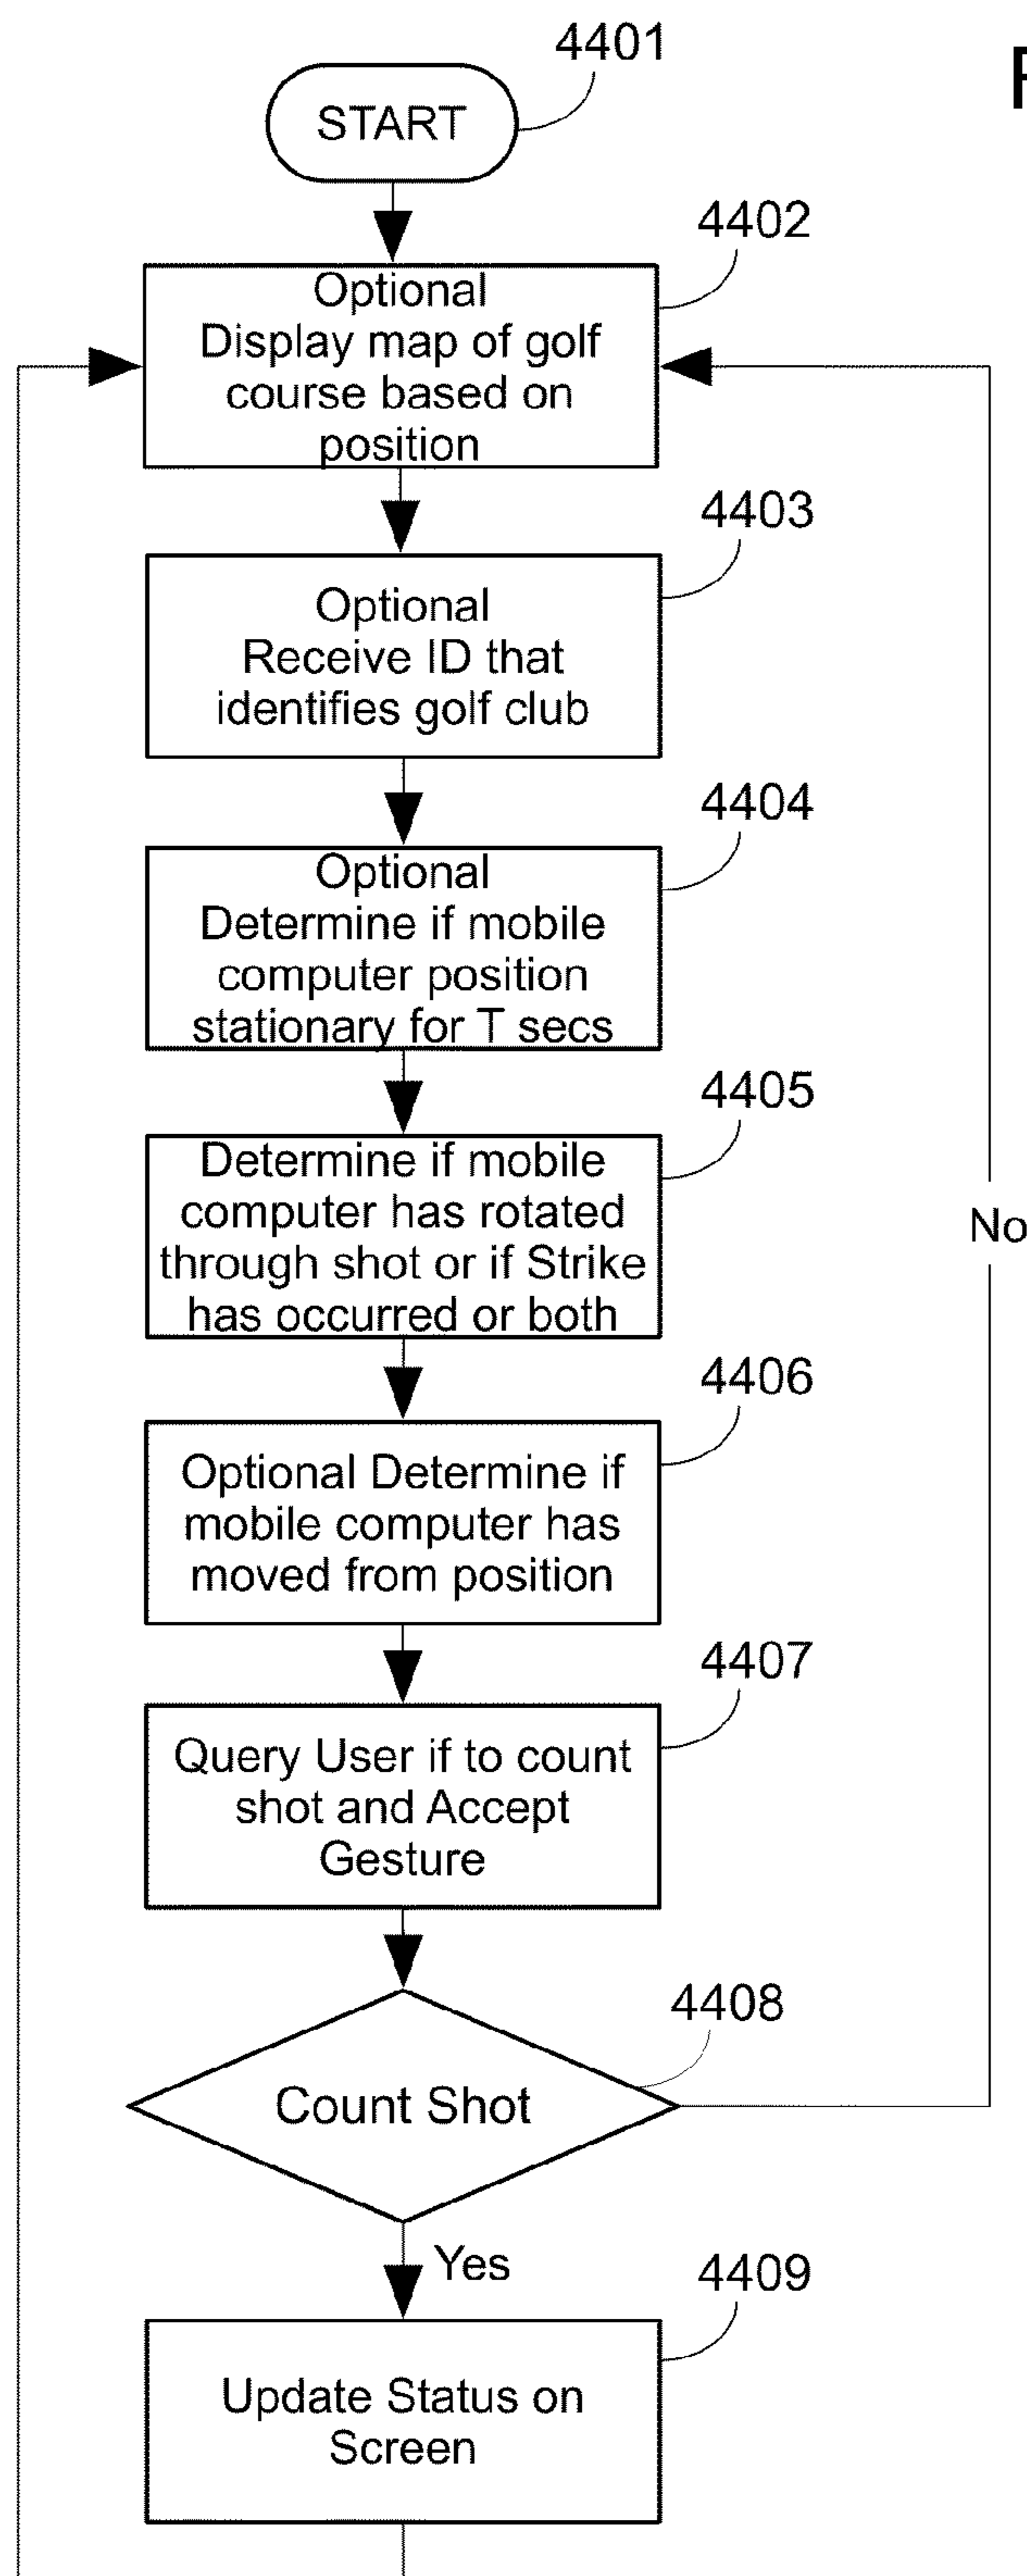 4401
START
4402
Optional
Display map of golf
course based on
position
4403
Optional
Receive ID that
identifies golf club
4404
Optional
Determine if mobile
computer position
stationary for T secs
4405
Determine if mobile
computer has rotated
through shot or if Strike
has occurred or both
No
4406
Optional Determine if
mobile computer has
moved from position
4407
Query User if to count
shot and Accept
Gesture
4408
Count Shot
Yes
4409
Update Status on
Screen